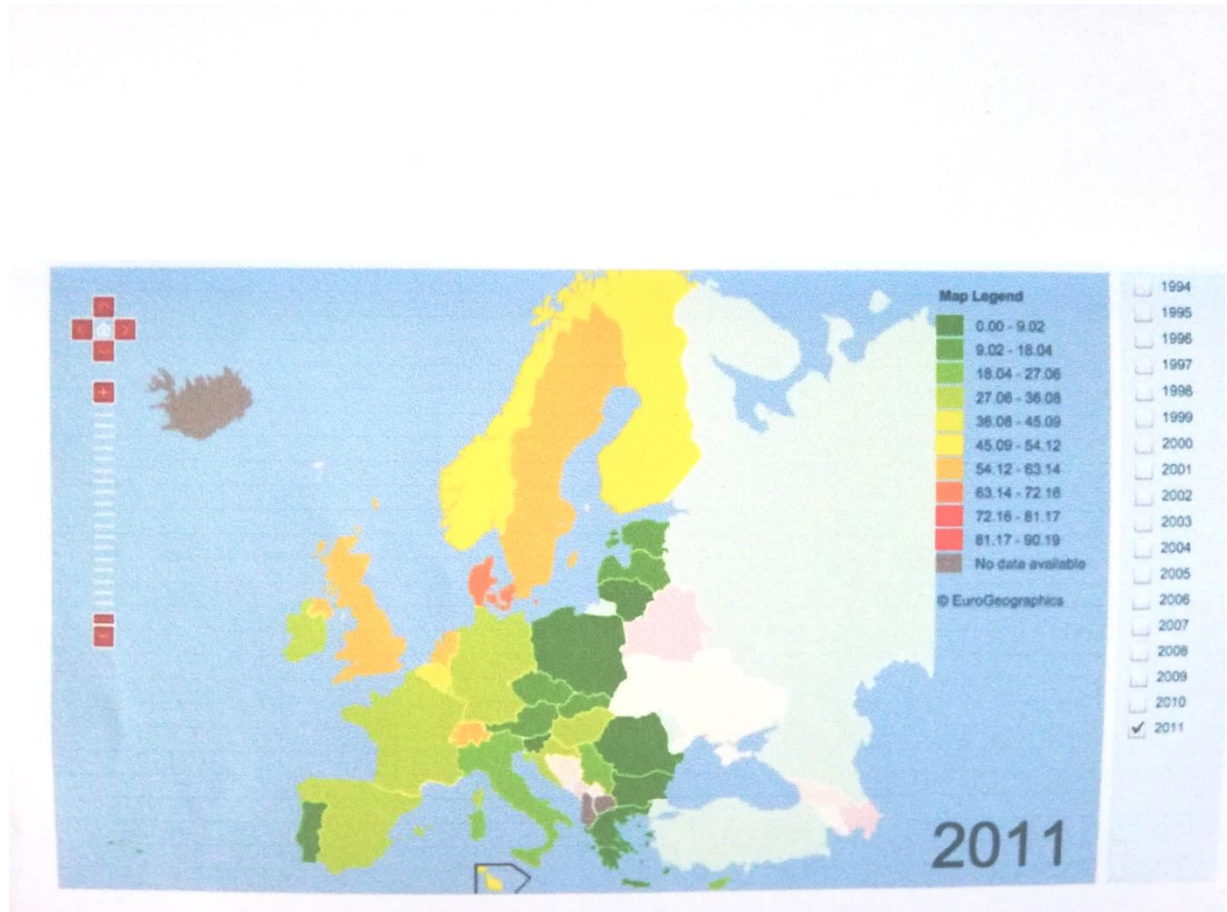 Map Legend
0.00 - 9.02
9.02 - 18.04
18.04 - 27.06
27.06 - 36.08
36.08 - 45.09
45.09 - 54.12
54.12 - 63.14
63.14 - 72.16
72.16 - 81.17
81.17 - 90.19
No data available
© EuroGeographics
2011
1994
1995
1996
1997
1998
1999
2000
2001
2002
2003
2004
2005
2006
2007
2008
2009
2010
2011